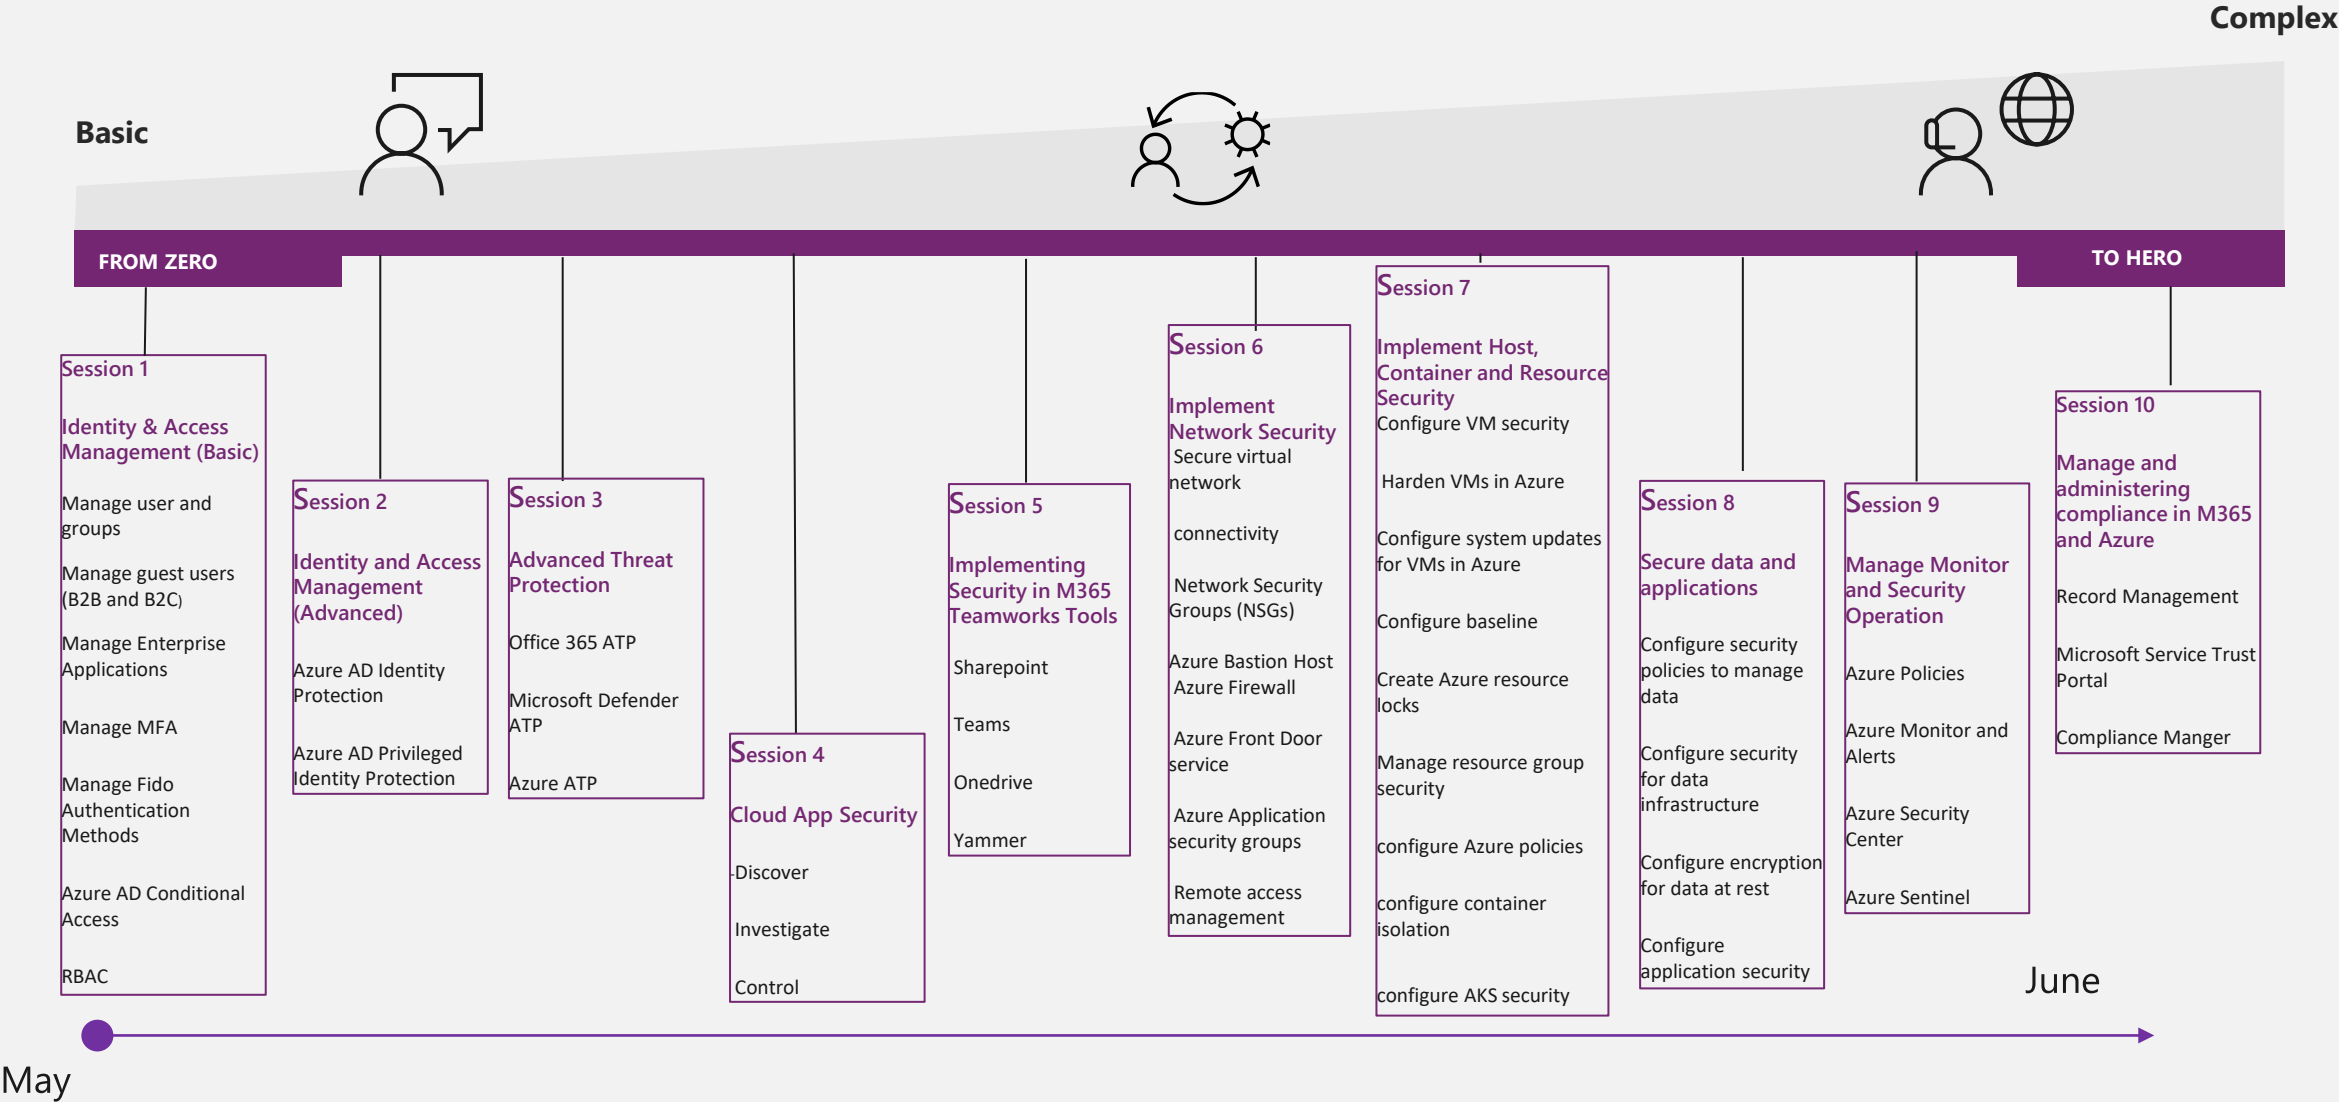 Complex
Basic
FROM ZERO
TO HERO
Session 1
Identity & Access
Management (Basic)
Manage user and
groups
Manage guest users
(B2B and B2C)
Manage Enterprise
Applications
Manage MFA
Manage Fido
Authentication
Methods
Azure AD Conditional
Access
RBAC
Session 2
Identity and Access
Management
(Advanced)
Azure AD Identity
Protection
Azure AD Privileged
Identity Protection
Session 3
Advanced Threat
Protection
Office 365 ATP
Microsoft Defender
ATP
Azure ATP
Session 4
Cloud App Security
-Discover
Investigate
Control
Session 5
Implementing
Security in M365
Teamworks Tools
Sharepoint
Teams
Onedrive
Yammer
Session 6
Implement
Network Security
Secure virtual
network
connectivity
Network Security
Groups (NSGs)
Azure Bastion Host
Azure Firewall
Azure Front Door
service
Azure Application
security groups
Remote access
management
Session 7
Implement Host,
Container and Resource
Security
Configure VM security
Harden VMs in Azure
Configure system updates
for VMs in Azure
Configure baseline
Create Azure resource
locks
Manage resource group
security
configure Azure policies
configure container
isolation
configure AKS security
Session 8
Secure data and
applications
Configure security
policies to manage
data
Configure security
for data
infrastructure
Configure encryption
for data at rest
Configure
application security
Session 9
Manage Monitor
and Security
Operation
Azure Policies
Azure Monitor and
Alerts
Azure Security
Center
Azure Sentinel
Session 10
Manage and
administering
compliance in M365
and Azure
Record Management
Microsoft Service Trust
Portal
Compliance Manger
June
May